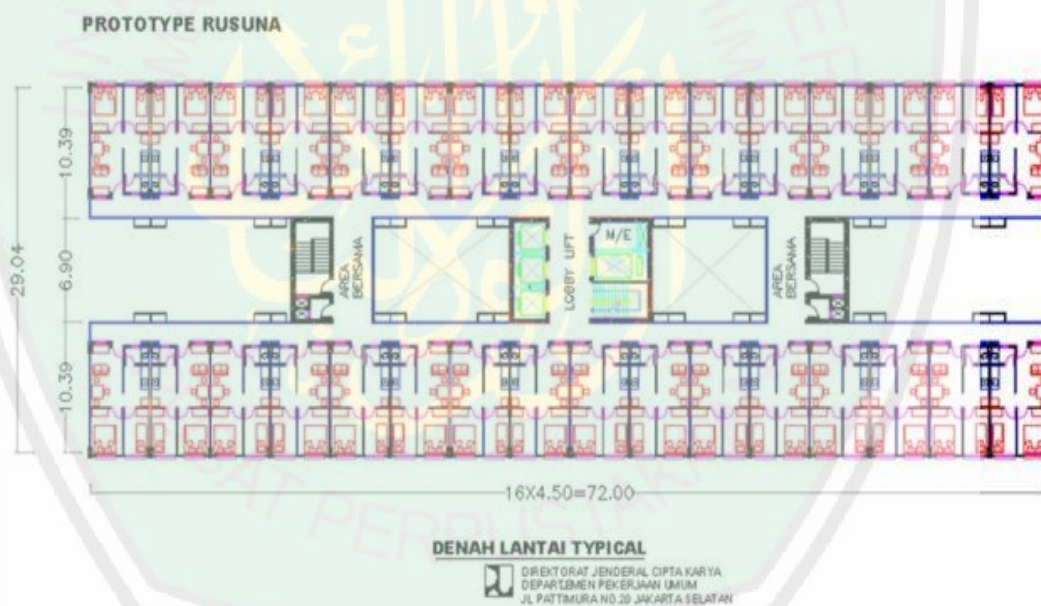 PROTOTYPE RUSUNA
10.39
29.04
6.90
10.39
AREA
BERSAMA
LOBBY LIFT
M/E
AREA
BERSAMA
16X4.50=72.00
DENAH LANTAI TYPICAL
DIREKTORAT JENDERAL CIPTA KARYA
DEPARTEMEN PEKERJAAN UMUM
JL PATTIMURA NO.20 JAKARTA SELATAN